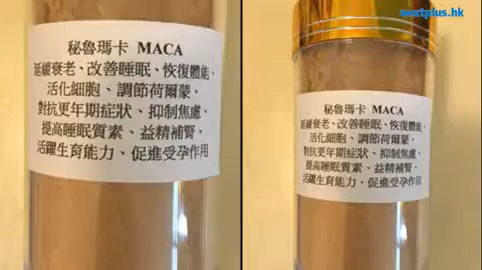 nextplus.hk
秘魯瑪卡 MACA
延緩衰老、改善睡眠、恢復體能、
活化細胞、調節荷爾蒙，
對抗更年期症狀、抑制焦慮，
提高睡眠質素、益精補腎，
活躍生育能力、促進受孕作用
秘魯瑪卡 MACA
延緩衰老、改善睡眠、恢復體能、
活化細胞、調節荷爾蒙，
對抗更年期症狀、抑制焦慮，
提高睡眠質素、益精補腎，
活躍生育能力、促進受孕作用